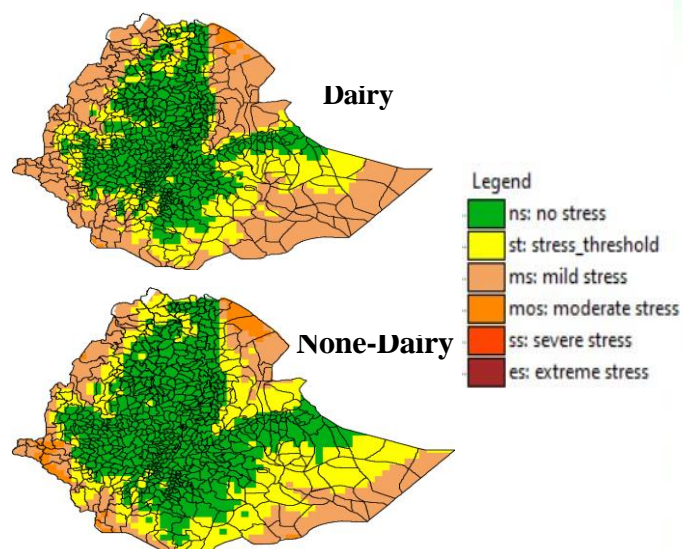 Dairy
None-Dairy
Legend
ns: no stress
st: stress_threshold
ms: mild stress
mos: moderate stress
ss: severe stress
es: extreme stress